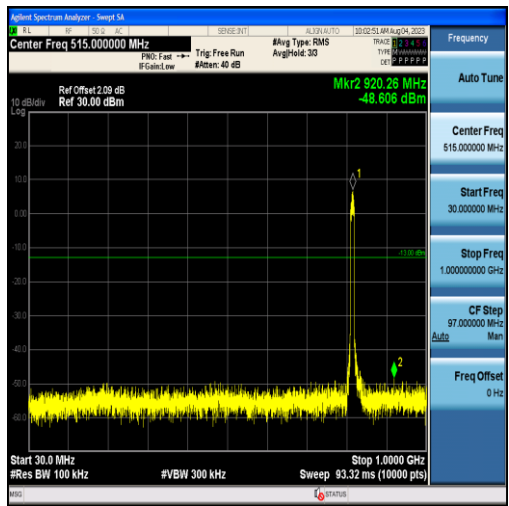 Agilent Spectrum Analyzer - Swept SA
RL RF 50 Ω AC SENSE:INT ALIGN AUTO 10:02:51 AM Aug 04, 2023
Center Freq 515.000000 MHz
PNO: Fast
IFGain:Low
Trig: Free Run
#Atten: 40 dB
#Avg Type: RMS
Avg|Hold: 3/3
TRACE 1 2 3 4 5 6
TYPE
DET P P P P P P
Ref Offset 2.09 dB
10 dB/div Ref 30.00 dBm
Log
Mkr2 920.26 MHz
-48.606 dBm
20.0
10.0
0.00
-10.0
-20.0
-30.0
-40.0
-50.0
-60.0
1
-13.00 dBm
2
Start 30.0 MHz
Stop 1.0000 GHz
#Res BW 100 kHz
#VBW 300 kHz
Sweep 93.32 ms (10000 pts)
MSG
STATUS
Frequency
Auto Tune
Center Freq
515.000000 MHz
Start Freq
30.000000 MHz
Stop Freq
1.000000000 GHz
CF Step
97.000000 MHz
Auto Man
Freq Offset
0 Hz